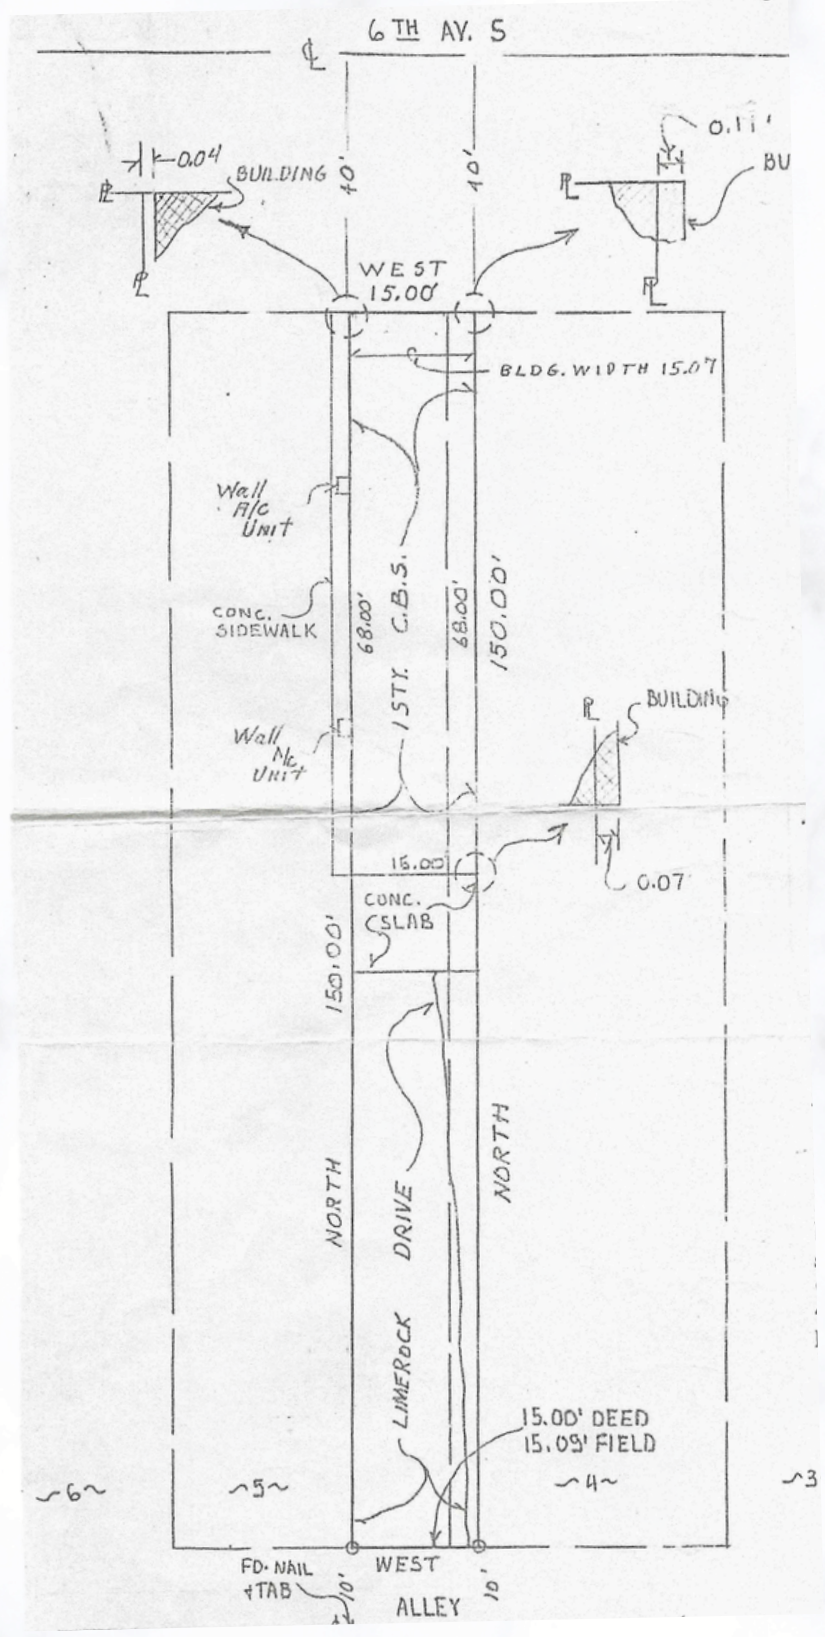 6TH AV. S
℄
0.04
BUILDING
40'
40'
0.11'
BU
℄
℄
℄
℄
WEST
15.00'
BLDG. WIDTH 15.07
Wall
A/C
UNIT
CONC.
SIDEWALK
68.00'
1 STY. C.B.S.
68.00'
150.00'
BUILDING
Wall
A/C
UNIT
0.07
15.00
CONC.
SLAB
150.00'
NORTH
NORTH
LIMEROCK DRIVE
15.00' DEED
15.09' FIELD
~6~
~5~
~4~
~3
FD. NAIL
+TAB
10'
WEST
10'
ALLEY